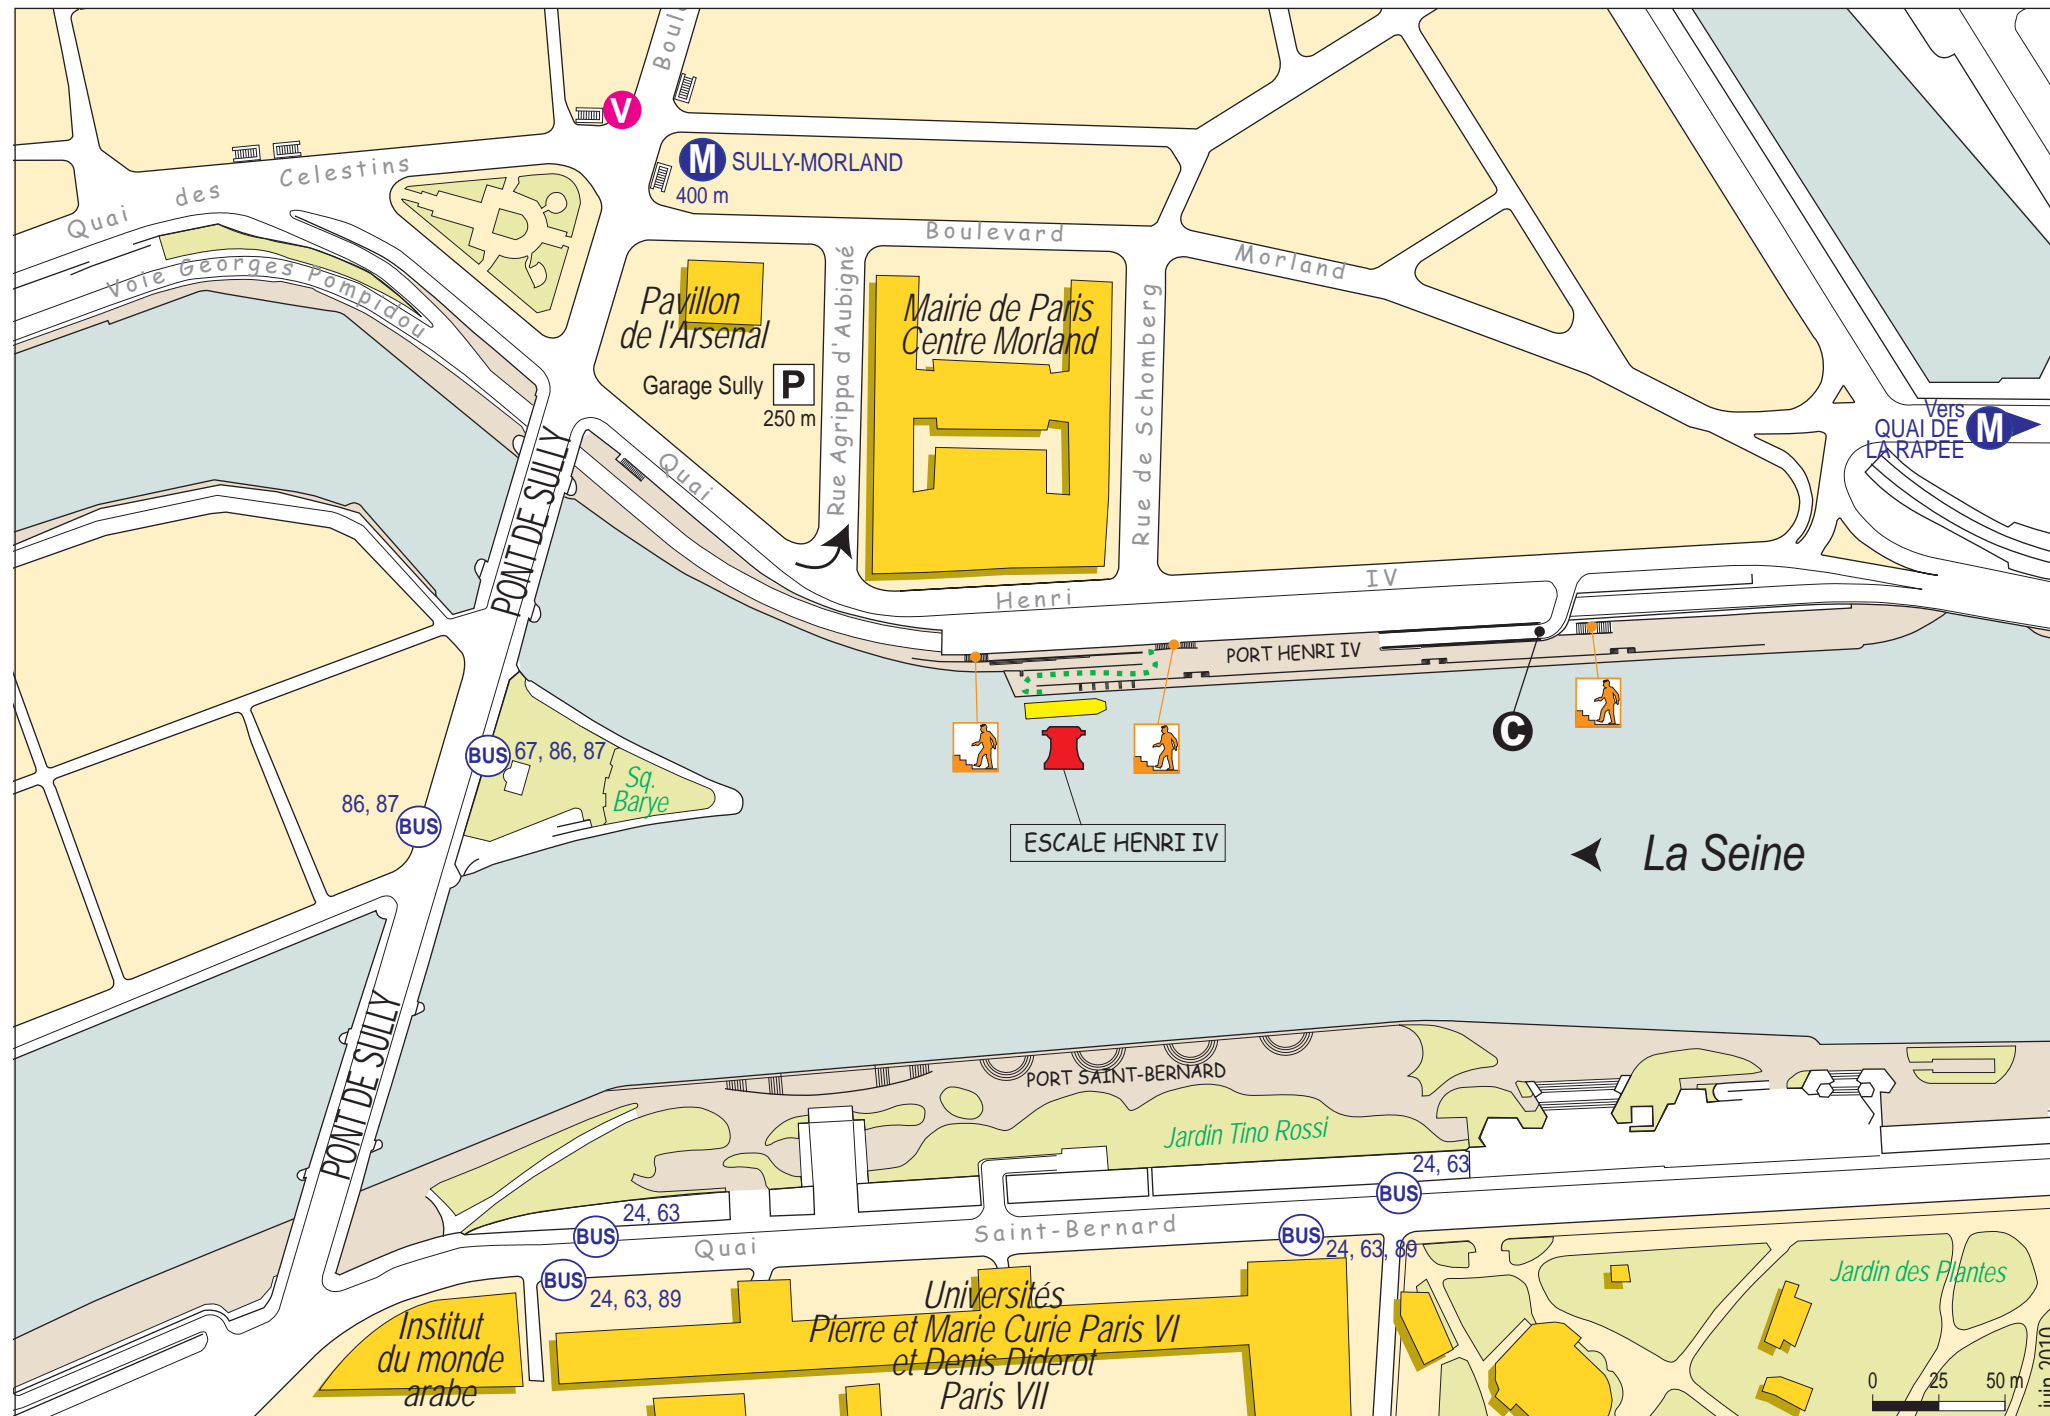 Boule
V
M SULLY-MORLAND
400 m
Quai des Celestins
Voie Georges Pompidou
Boulevard
Morland
Pavillon
de l'Arsenal
Garage Sully P
250 m
Rue Agrippa d'Aubigné
Mairie de Paris
Centre Morland
Rue de Schomberg
Vers
QUAI DE
LA RAPEE
M
PONT DE SULLY
Quai
Henri
IV
PORT HENRI IV
C
BUS 67, 86, 87
Sq.
Barye
86, 87
BUS
ESCALE HENRI IV
La Seine
PONT DE SULLY
PORT SAINT-BERNARD
Jardin Tino Rossi
24, 63
BUS
24, 63
BUS
Quai
Saint-Bernard
BUS
24, 63, 89
BUS
24, 63, 89
Jardin des Plantes
Institut
du monde
arabe
Universités
Pierre et Marie Curie Paris VI
et Denis Diderot
Paris VII
0 25 50 m
juin 2010